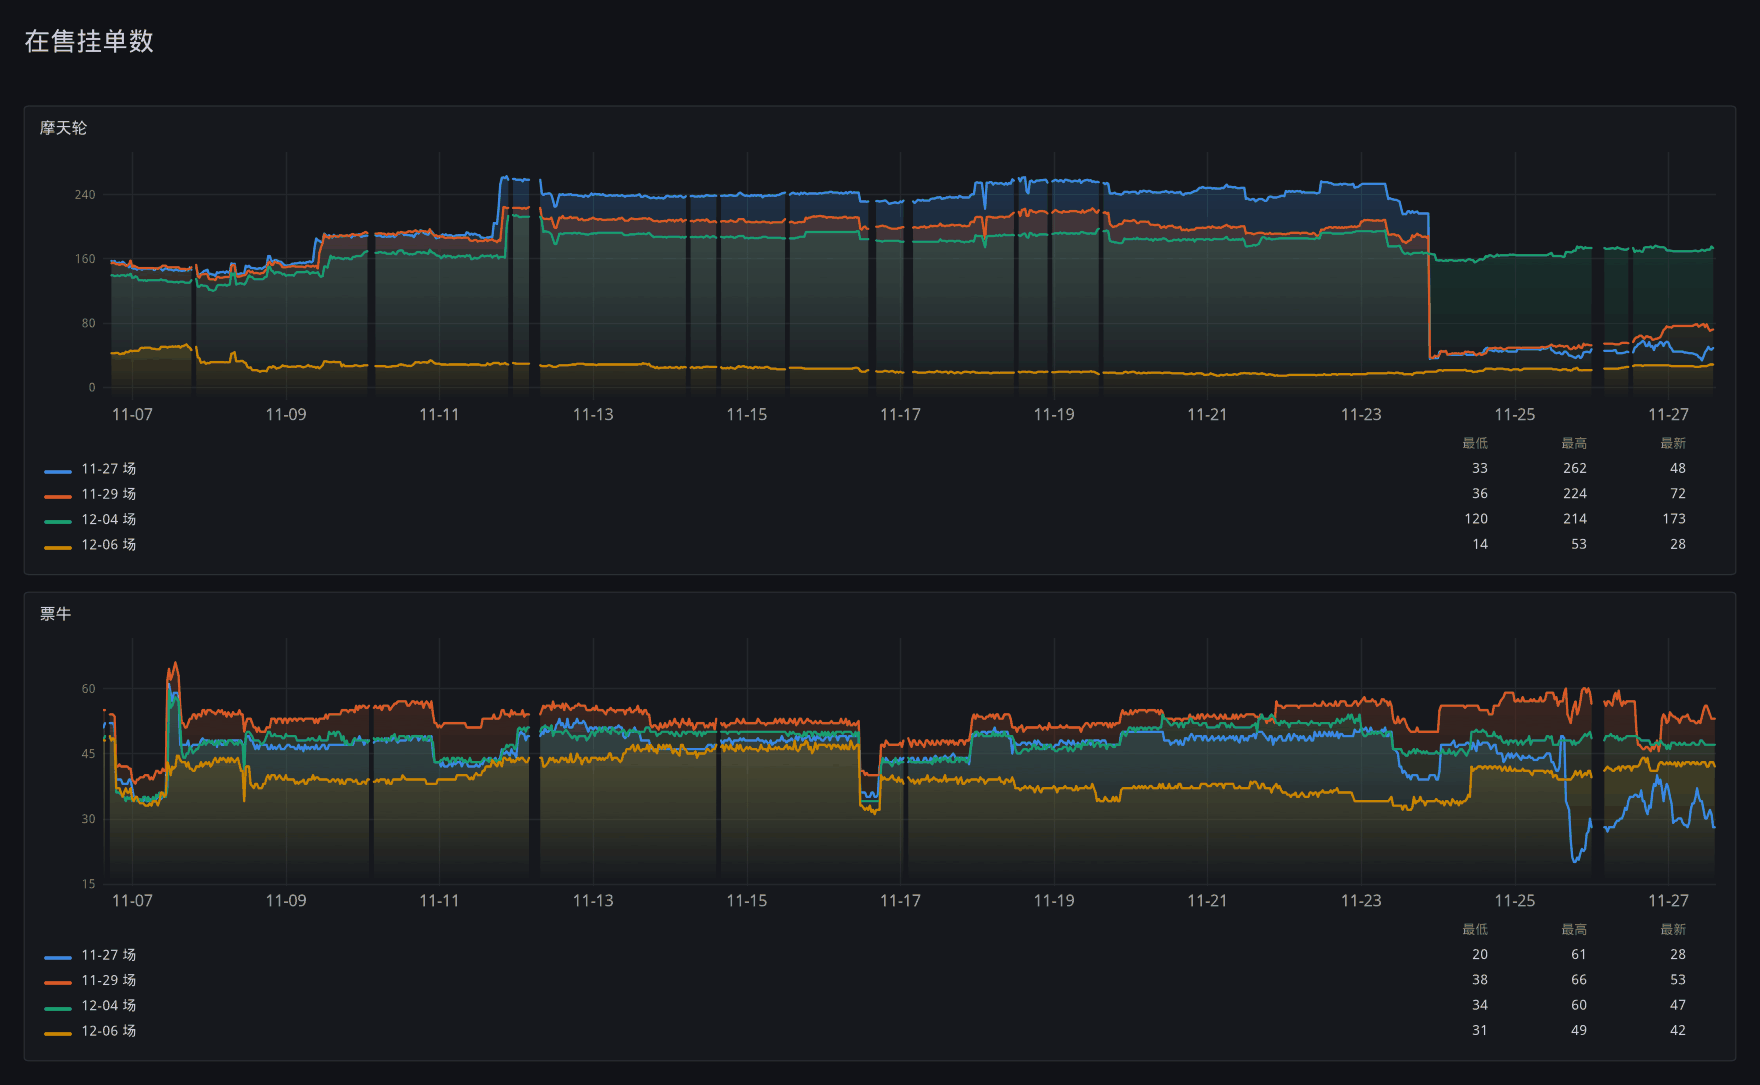 在售挂单数
摩天轮
240
160
80
0
11-07 11-09 11-11 11-13 11-15 11-17 11-19 11-21 11-23 11-25 11-27
最低 最高 最新
11-27 场 33 262 48
11-29 场 36 224 72
12-04 场 120 214 173
12-06 场 14 53 28
票牛
60
45
30
15
11-07 11-09 11-11 11-13 11-15 11-17 11-19 11-21 11-23 11-25 11-27
最低 最高 最新
11-27 场 20 61 28
11-29 场 38 66 53
12-04 场 34 60 47
12-06 场 31 49 42